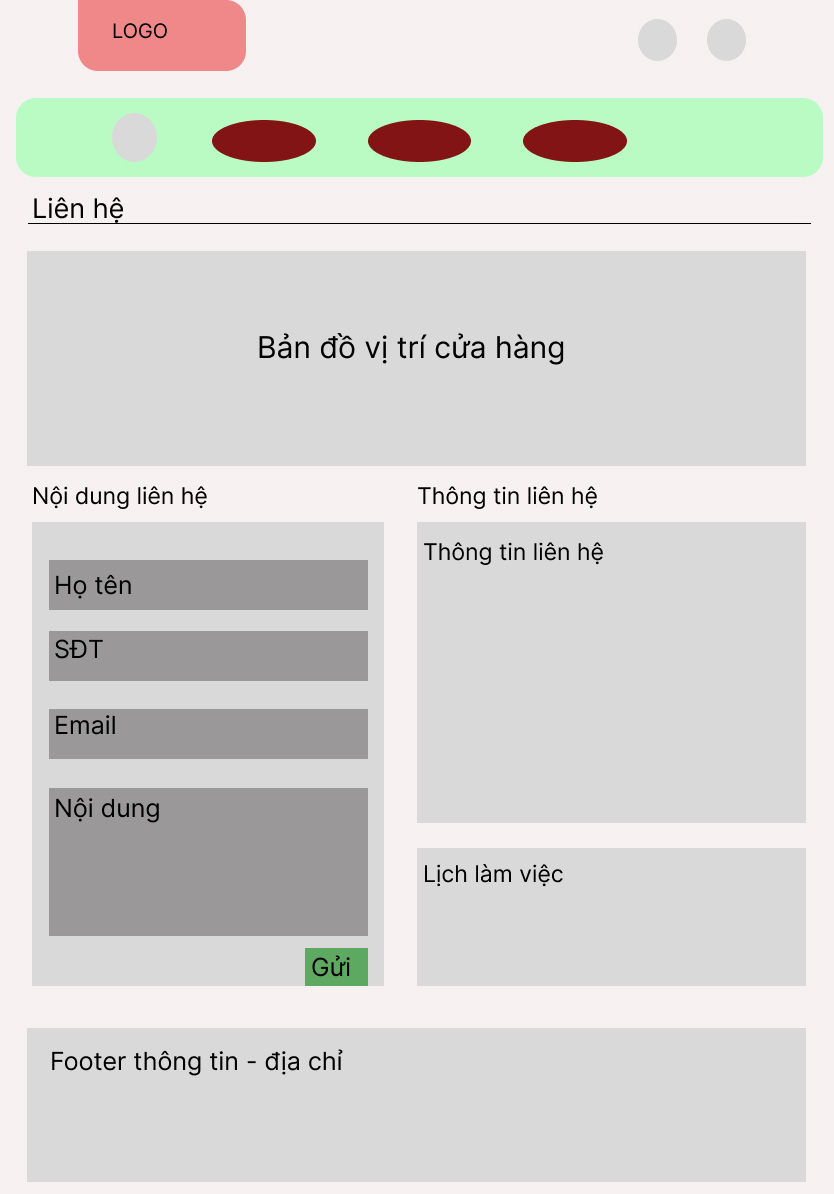 LOGO
Liên hệ
Bản đồ vị trí cửa hàng
Nội dung liên hệ
Thông tin liên hệ
Họ tên
SĐT
Email
Nội dung
Gửi
Thông tin liên hệ
Lịch làm việc
Footer thông tin - địa chỉ